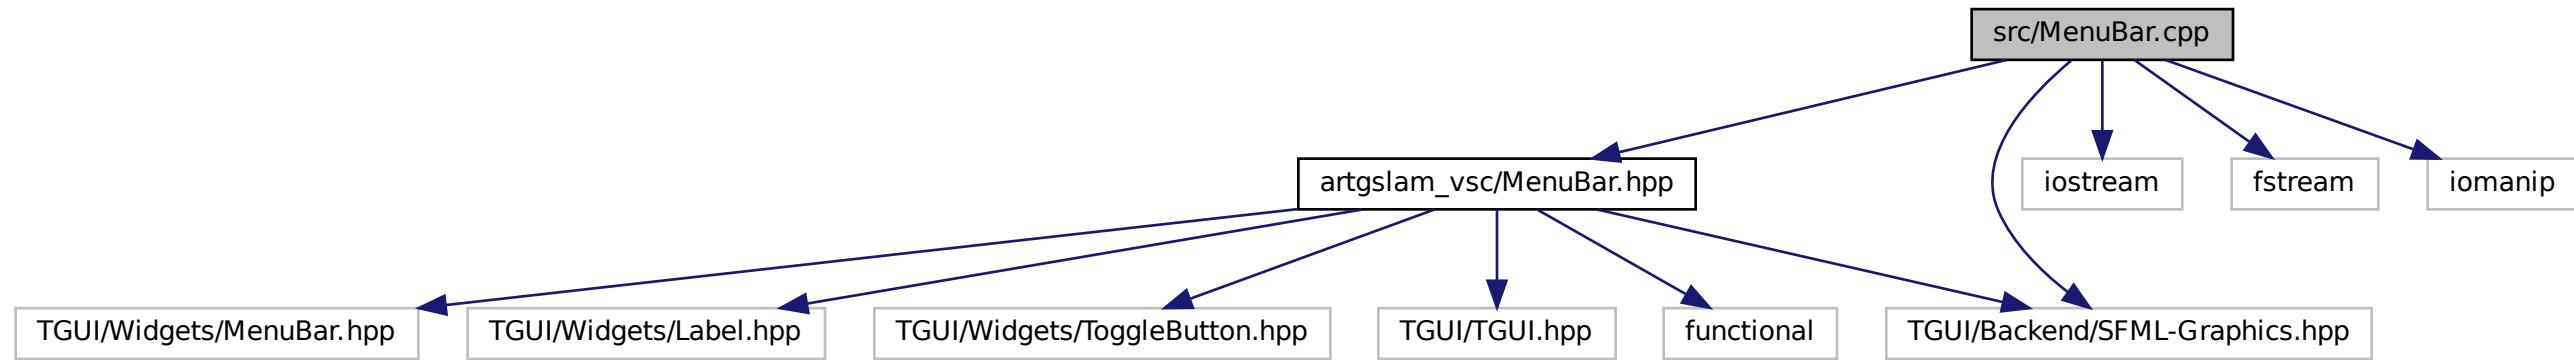 src/MenuBar.cpp
artgslam_vsc/MenuBar.hpp
iostream
fstream
iomanip
TGUI/Widgets/MenuBar.hpp
TGUI/Widgets/Label.hpp
TGUI/Widgets/ToggleButton.hpp
TGUI/TGUI.hpp
functional
TGUI/Backend/SFML-Graphics.hpp